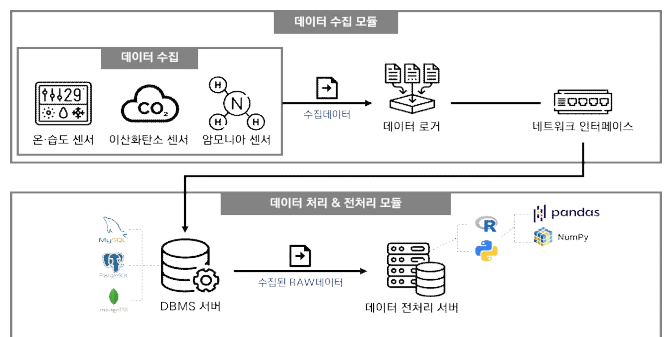 데이터 수집 모듈
데이터 수집
29°
CO₂
H
N
H
H
온·습도 센서
이산화탄소 센서
암모니아 센서
수집데이터
데이터 로거
네트워크 인터페이스
데이터 처리 & 전처리 모듈
MySQL
PostgreSQL
mongoDB
DBMS 서버
수집된 RAW데이터
데이터 전처리 서버
R
pandas
NumPy